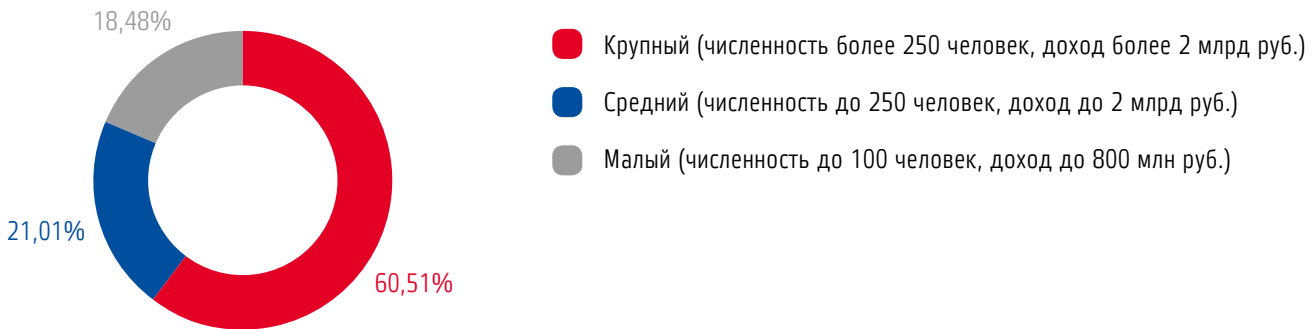 18,48%
21,01%
60,51%
Крупный (численность более 250 человек, доход более 2 млрд руб.)
Средний (численность до 250 человек, доход до 2 млрд руб.)
Малый (численность до 100 человек, доход до 800 млн руб.)